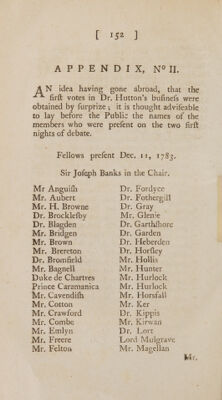 [ 152 ]
APPENDIX, Nº II.
AN idea having gone abroad, that the
firſt votes in Dr. Hutton's buſineſs were
obtained by ſurprize; it is thought adviſeable
to lay before the Public the names of the
members who were preſent on the two firſt
nights of debate.
Fellows preſent Dec. 11, 1783.
Sir Joſeph Banks in the Chair.
Mr Anguiſh
Mr. Aubert
Mr. H. Browne
Dr. Brockleſby
Dr. Blagden
Mr. Bridgen
Mr. Brown
Mr. Brereton
Dr. Bromfield
Mr. Bagnell
Duke de Chartres
Prince Caramanica
Mr. Cavendiſh
Mr. Cotton
Mr. Crawford
Mr. Combe
Mr. Emlyn
Mr. Freere
Mr. Felton
Dr. Fordyce
Dr. Fothergill
Dr. Gray
Mr. Glenie
Dr. Garthſhore
Dr. Garden
Dr. Heberden
Dr. Horſley
Mr. Hollis
Mr. Hunter
Mr. Hurlock
Mr. Hurlock
Mr. Horsfall
Mr. Ker
Dr. Kippis
Mr. Kirwan
Dr. Lort
Lord Mulgrave
Mr. Magellan
Mr.